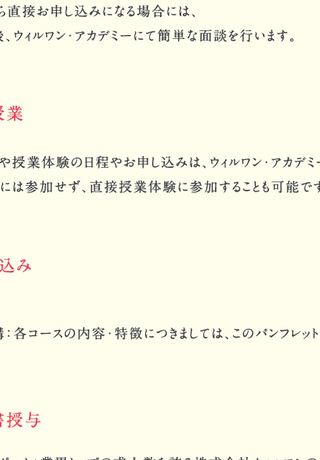 ら直接お申し込みになる場合には、
後、ウィルワン・アカデミーにて簡単な面談を行います。
授業
や授業体験の日程やお申し込みは、ウィルワン・アカデミー
には参加せず、直接授業体験に参加することも可能です
込み
講：各コースの内容・特徴につきましては、このパンフレット
書授与